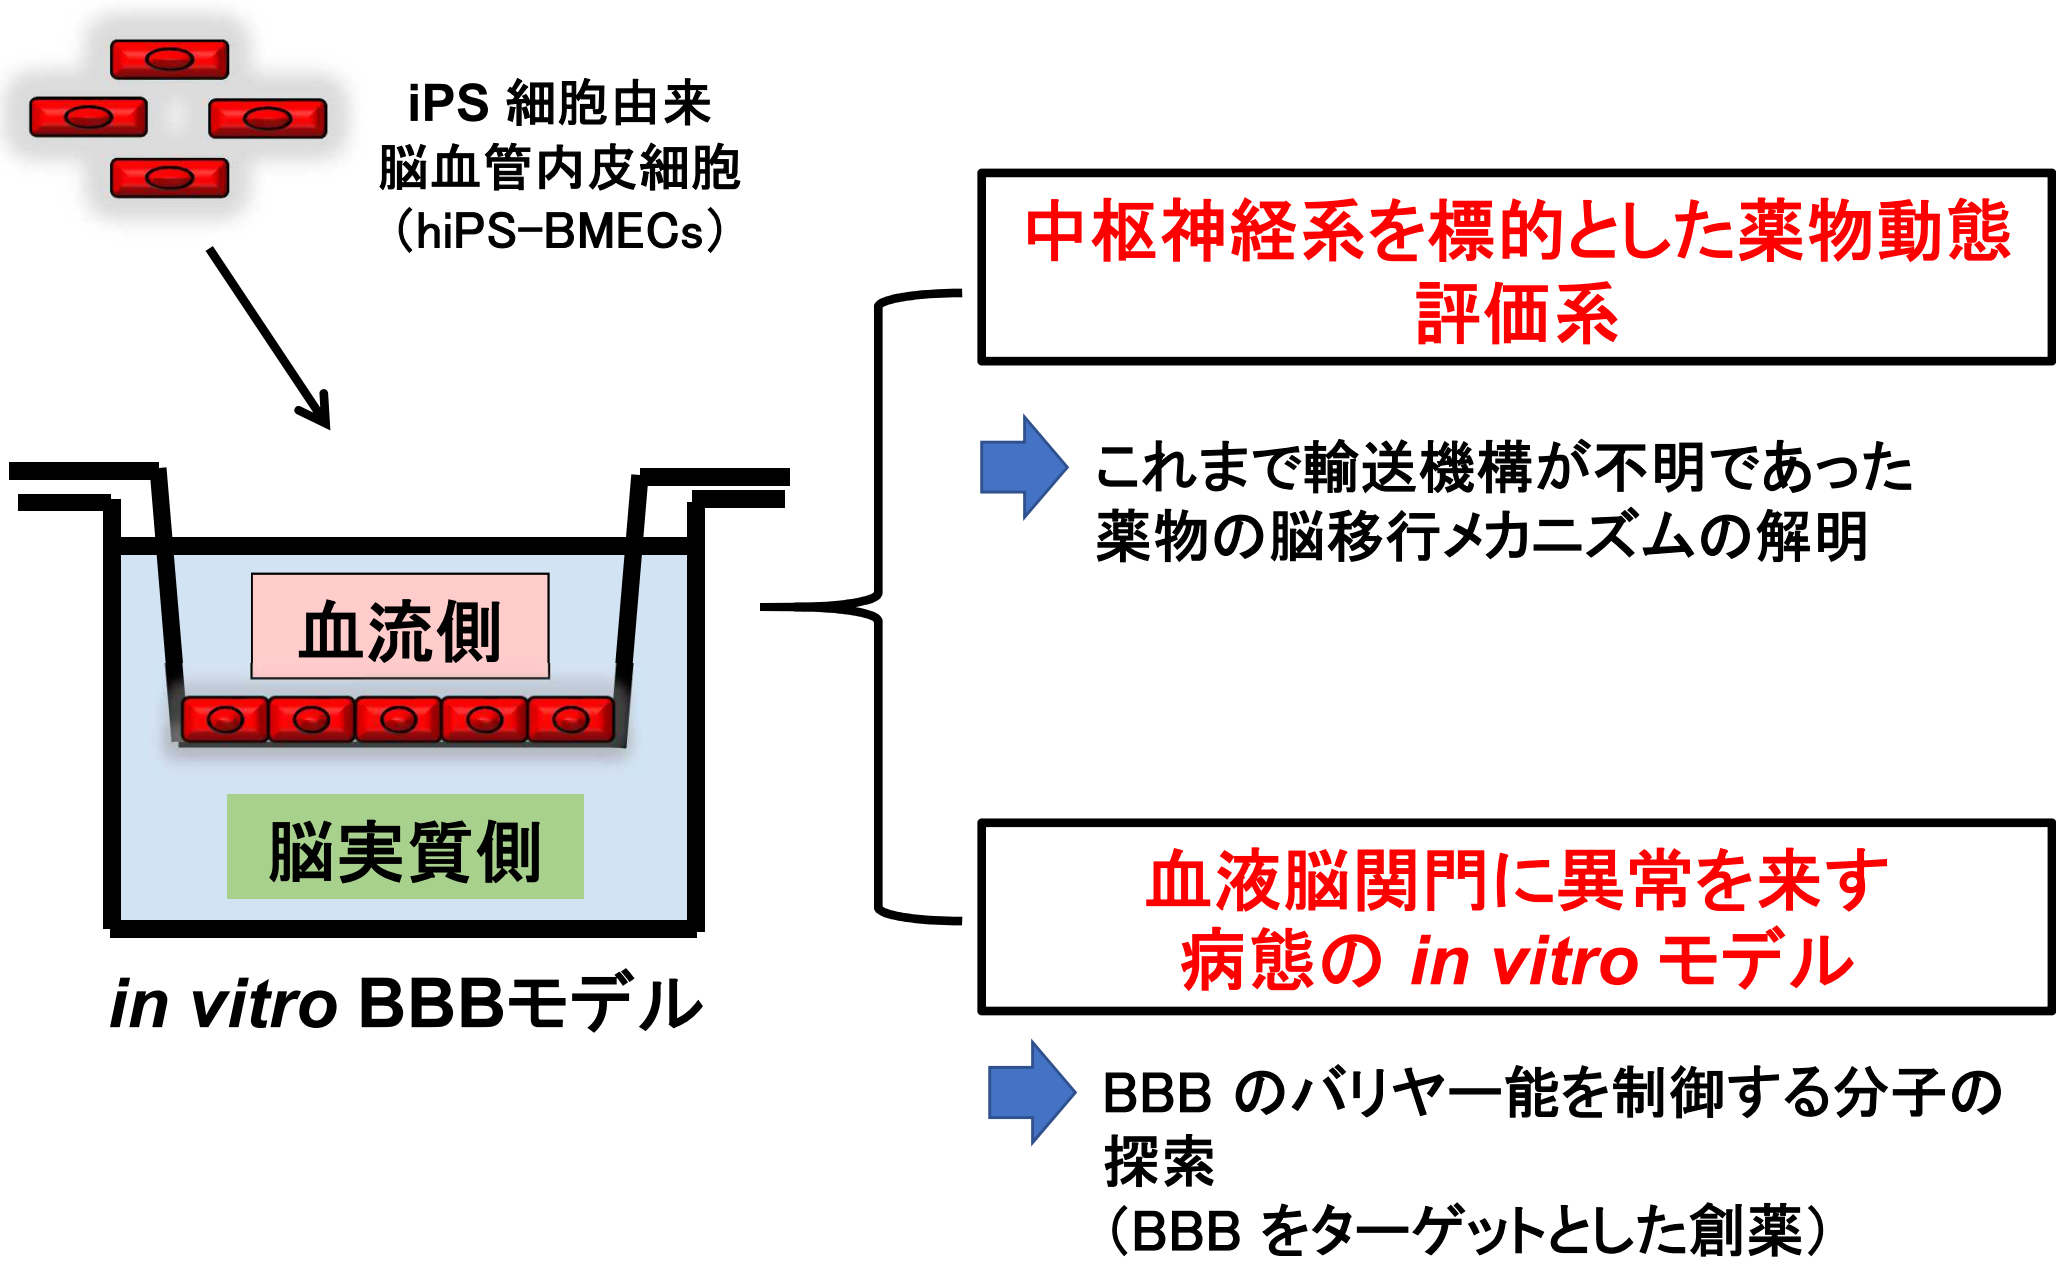 iPS 細胞由来
脳血管内皮細胞
（hiPS-BMECs）
血流側
脳実質側
in vitro BBBモデル
中枢神経系を標的とした薬物動態
評価系
これまで輸送機構が不明であった
薬物の脳移行メカニズムの解明
血液脳関門に異常を来す
病態の in vitro モデル
BBB のバリヤー能を制御する分子の
探索
（BBB をターゲットとした創薬）